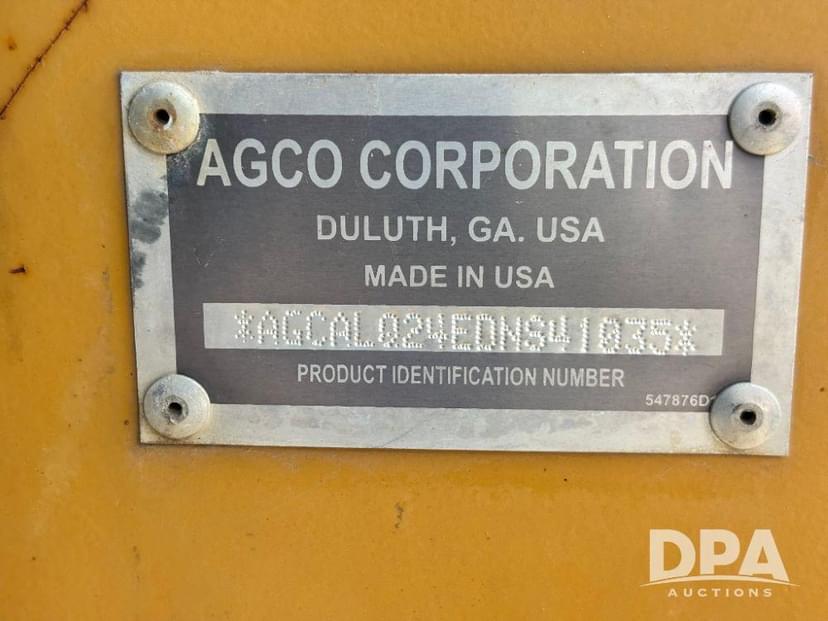 AGCO CORPORATION
DULUTH, GA. USA
MADE IN USA
*AGCAL024EDNS41035*
PRODUCT IDENTIFICATION NUMBER
547876D1
DPA
AUCTIONS